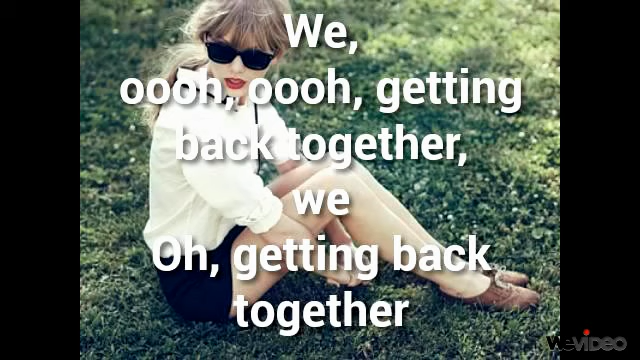 We,
oooh, oooh, getting
back together,
we
Oh, getting back
together
WeVIDEO